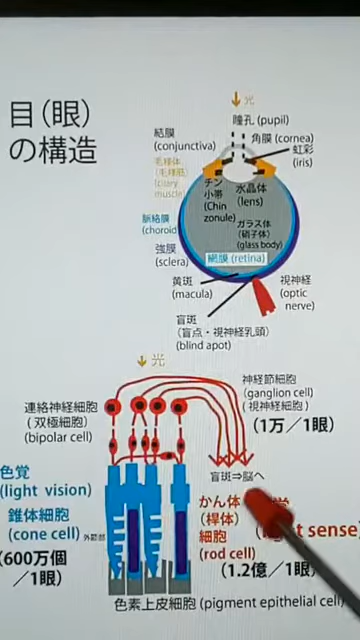 目(眼)
の構造
光
瞳孔(pupil)
結膜
(conjunctiva)
角膜(cornea)
虹彩
(iris)
毛様体
(毛様筋)
(ciary
muscle)
チン
小帯
(Chin
zonule)
水晶体
(lens)
脈絡膜
(choroid)
ガラス体
(硝子体)
(glass body)
強膜
(sclera)
網膜(retina)
黄斑
(macula)
視神経
(optic
nerve)
盲斑
(盲点・視神経乳頭)
(blind apot)
光
神経節細胞
(ganglion cell)
(視神経細胞)
(1万/1眼)
連絡神経細胞
(双極細胞)
(bipolar cell)
盲斑⇒脳へ
色覚
(light vision)
錐体細胞
(cone cell)
外節部
(600万個
/1眼)
かん体
(桿体)
細胞
(rod cell)
t sense)
(1.2億/1眼)
色素上皮細胞(pigment epithelial cell)